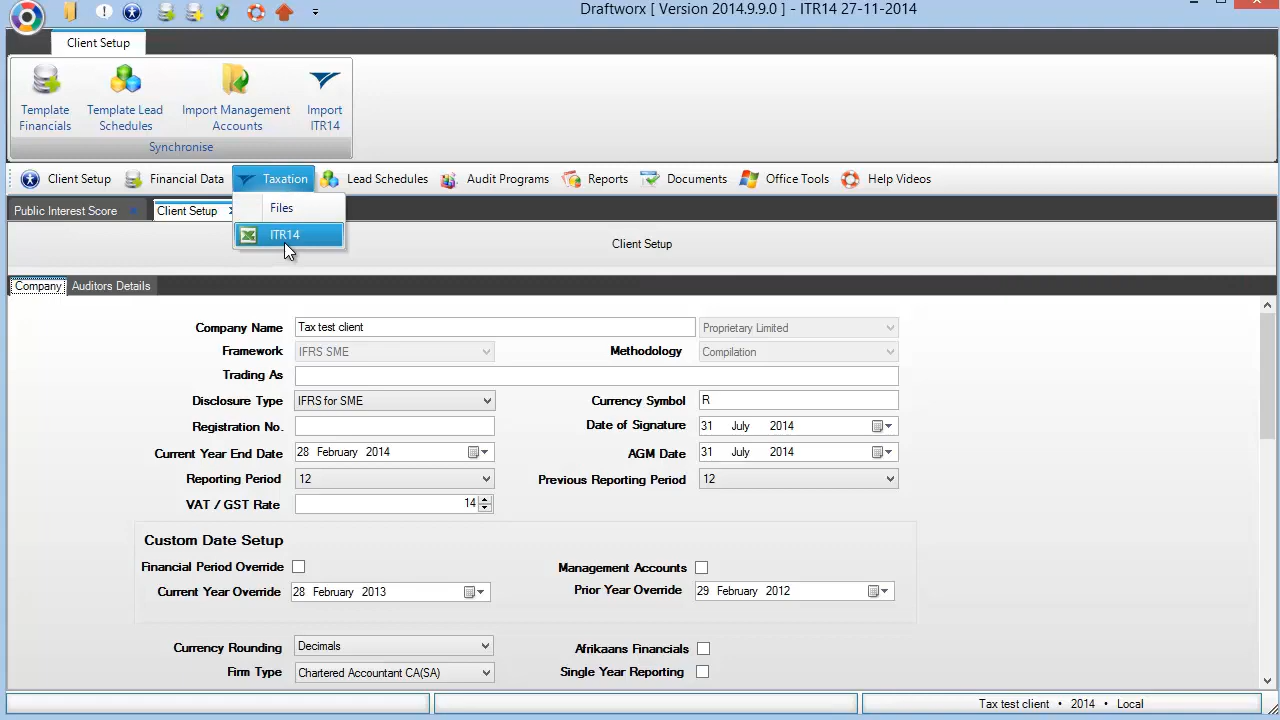 Draftworx [ Version 2014.9.9.0 ] - ITR14 27-11-2014
Client Setup
Template Financials
Template Lead Schedules
Import Management Accounts
Import ITR14
Synchronise
Client Setup Financial Data Taxation Lead Schedules Audit Programs Reports Documents Office Tools Help Videos
Files
ITR14
Public Interest Score Client Setup
Client Setup
Company Auditors Details
Company Name Tax test client Proprietary Limited
Framework IFRS SME Methodology Compilation
Trading As
Disclosure Type IFRS for SME Currency Symbol R
Registration No. Date of Signature 31 July 2014
Current Year End Date 28 February 2014 AGM Date 31 July 2014
Reporting Period 12 Previous Reporting Period 12
VAT / GST Rate 14
Custom Date Setup
Financial Period Override Management Accounts
Current Year Override 28 February 2013 Prior Year Override 29 February 2012
Currency Rounding Decimals Afrikaans Financials
Firm Type Chartered Accountant CA(SA) Single Year Reporting
Tax test client • 2014 • Local